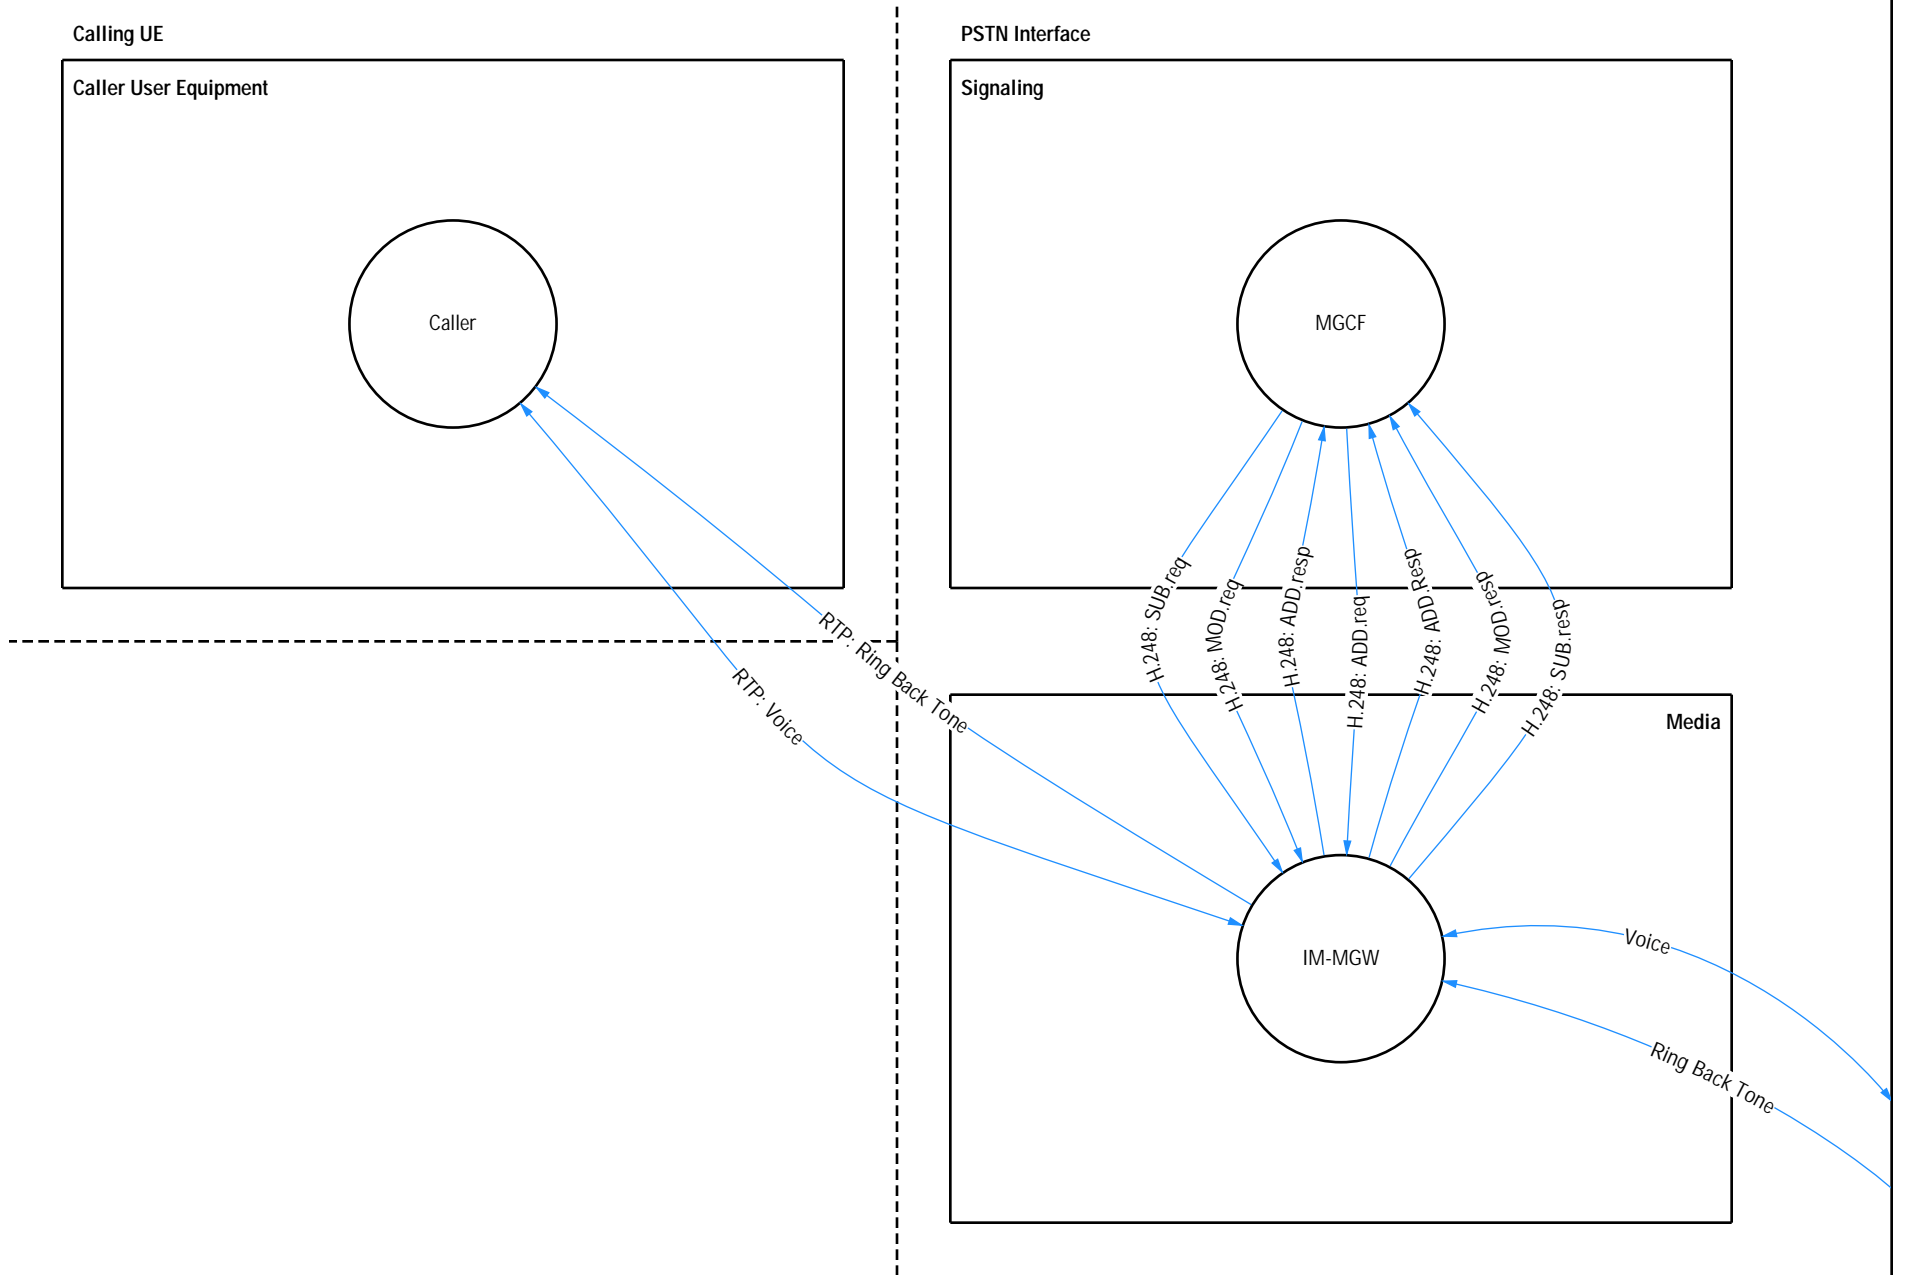 Calling UE
PSTN Interface
Caller User Equipment
Signaling
Caller
MGCF
H.248: SUB.req
H.248: MOD.req
H.248: ADD.resp
H.248: ADD.req
H.248: ADD.Resp
H.248: MOD.resp
H.248: SUB.resp
RTP: Ring Back Tone
RTP: Voice
Media
IM-MGW
Voice
Ring Back Tone